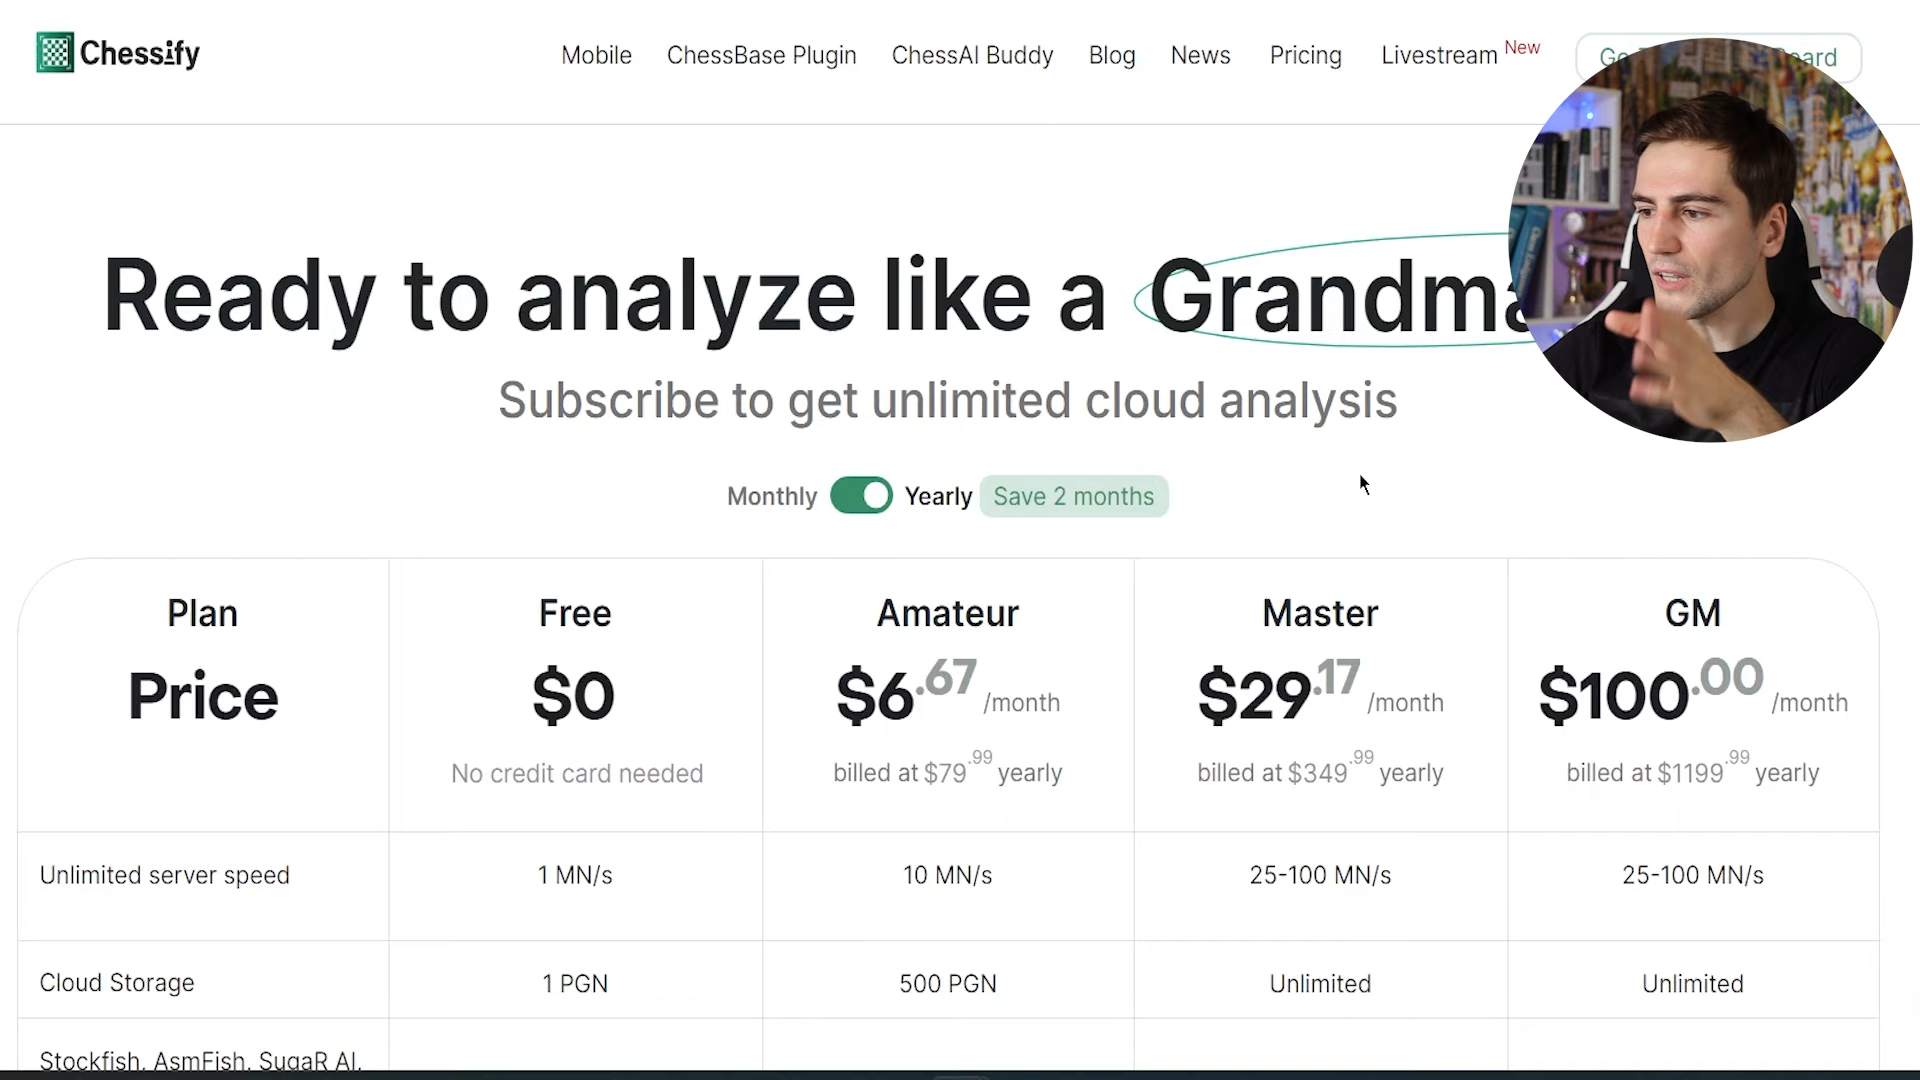 Chessify
Mobile ChessBase Plugin ChessAI Buddy Blog News Pricing Livestream New
Ready to analyze like a Grandma
Subscribe to get unlimited cloud analysis
Monthly Yearly Save 2 months
Plan Free Amateur Master GM
Price $0 $6.67 /month $29.17 /month $100.00 /month
No credit card needed billed at $79.99 yearly billed at $349.99 yearly billed at $1199.99 yearly
Unlimited server speed 1 MN/s 10 MN/s 25-100 MN/s 25-100 MN/s
Cloud Storage 1 PGN 500 PGN Unlimited Unlimited
Stockfish, AsmFish, SugaR AI,